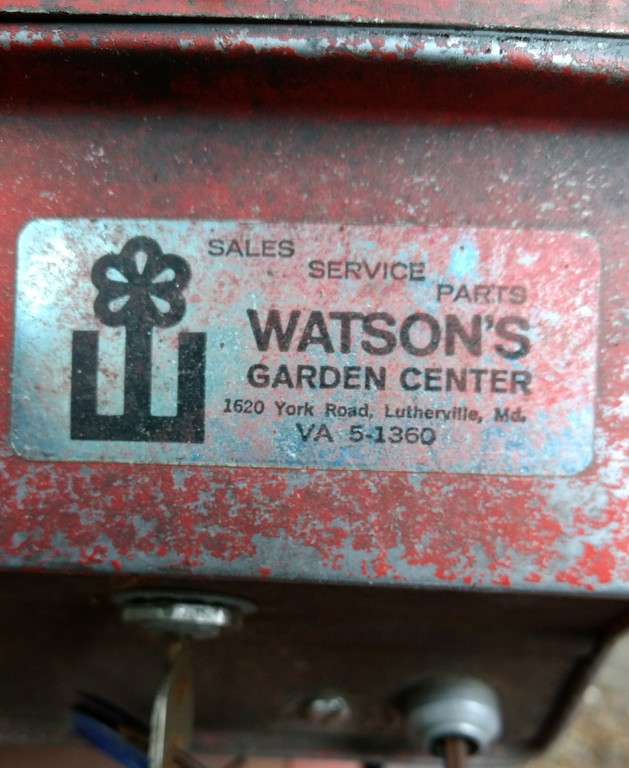 SALES
SERVICE
PARTS
WATSON'S
GARDEN CENTER
1620 York Road, Lutherville, Md.
VA 5-1360